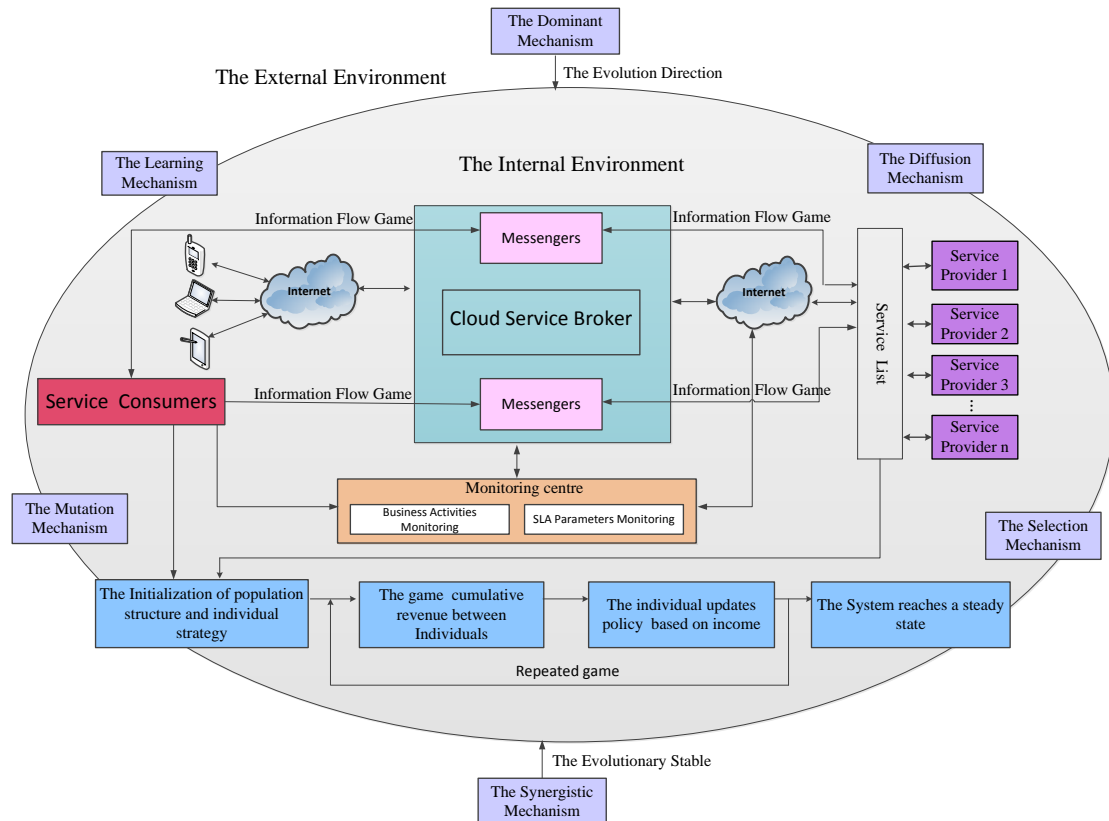 The Dominant
Mechanism
The External Environment
The Evolution Direction
The Learning
Mechanism
The Internal Environment
The Diffusion
Mechanism
Information Flow Game
Messengers
Information Flow Game
Internet
Cloud Service Broker
Internet
Service List
Service
Provider 1
Service
Provider 2
Service
Provider 3
...
Service
Provider n
Service Consumers
Information Flow Game
Messengers
Information Flow Game
Monitoring centre
Business Activities
Monitoring
SLA Parameters Monitoring
The Mutation
Mechanism
The Selection
Mechanism
The Initialization of population
structure and individual
strategy
The game cumulative
revenue between
Individuals
The individual updates
policy based on income
The System reaches a steady
state
Repeated game
The Evolutionary Stable
The Synergistic
Mechanism